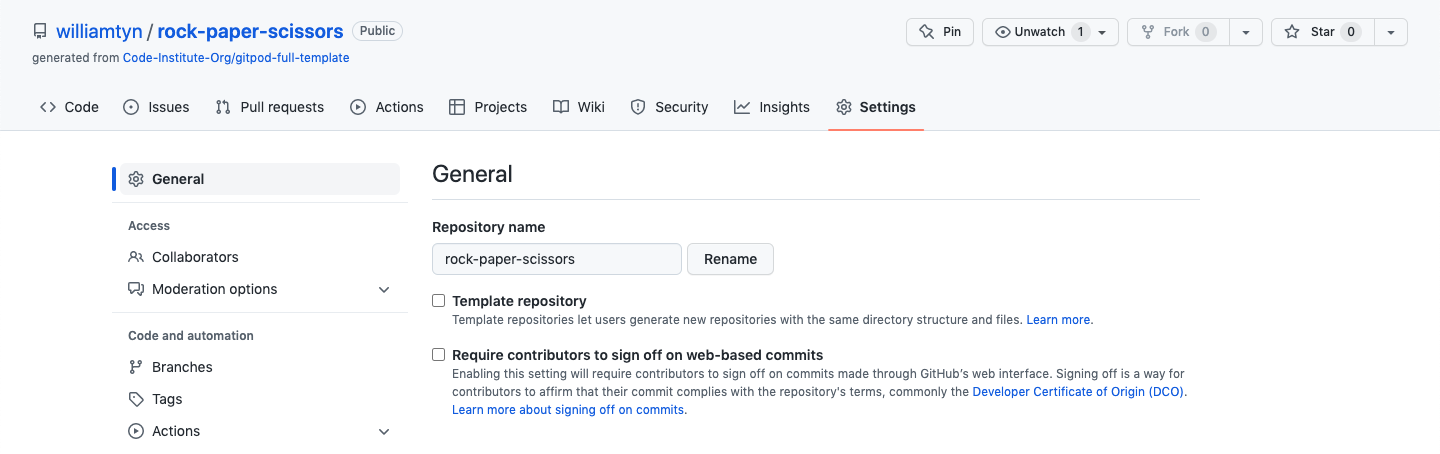 williamtyn / rock-paper-scissors Public
Pin Unwatch 1 Fork 0 Star 0
generated from Code-Institute-Org/gitpod-full-template
Code Issues Pull requests Actions Projects Wiki Security Insights Settings
General
Access
Collaborators
Moderation options
Code and automation
Branches
Tags
Actions
General
Repository name
rock-paper-scissors Rename
Template repository
Template repositories let users generate new repositories with the same directory structure and files. Learn more.
Require contributors to sign off on web-based commits
Enabling this setting will require contributors to sign off on commits made through GitHub's web interface. Signing off is a way for
contributors to affirm that their commit complies with the repository's terms, commonly the Developer Certificate of Origin (DCO).
Learn more about signing off on commits.